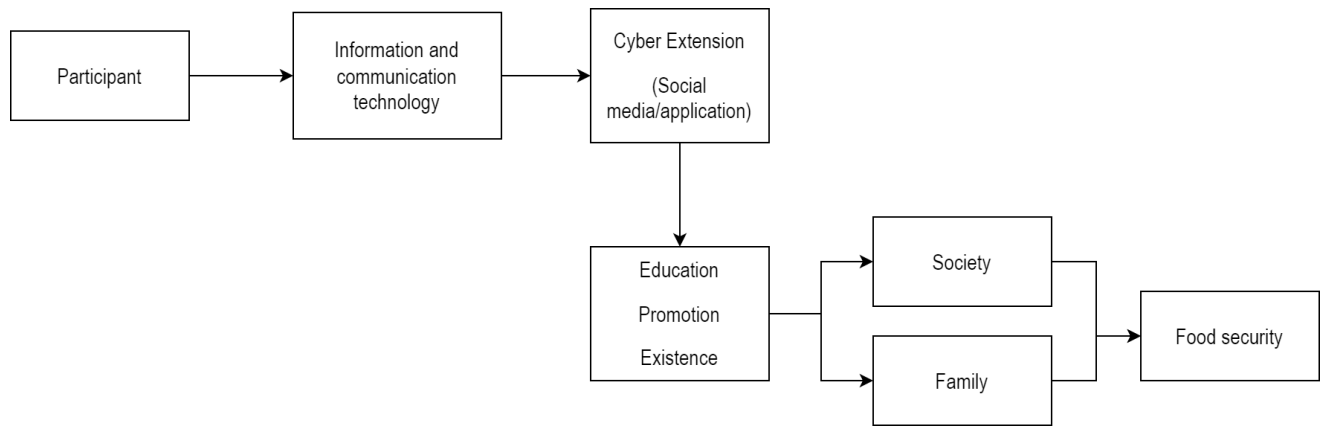 Participant
Information and
communication
technology
Cyber Extension
(Social
media/application)
Education
Promotion
Existence
Society
Family
Food security